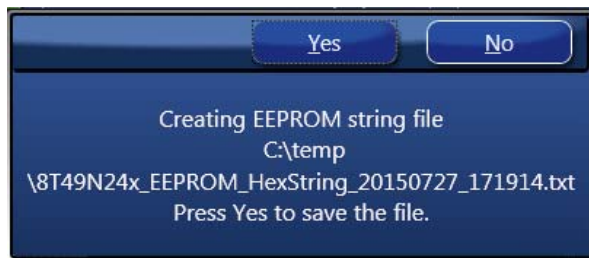 Yes No
Creating EEPROM string file
C:\temp
\8T49N24x_EEPROM_HexString_20150727_171914.txt
Press Yes to save the file.